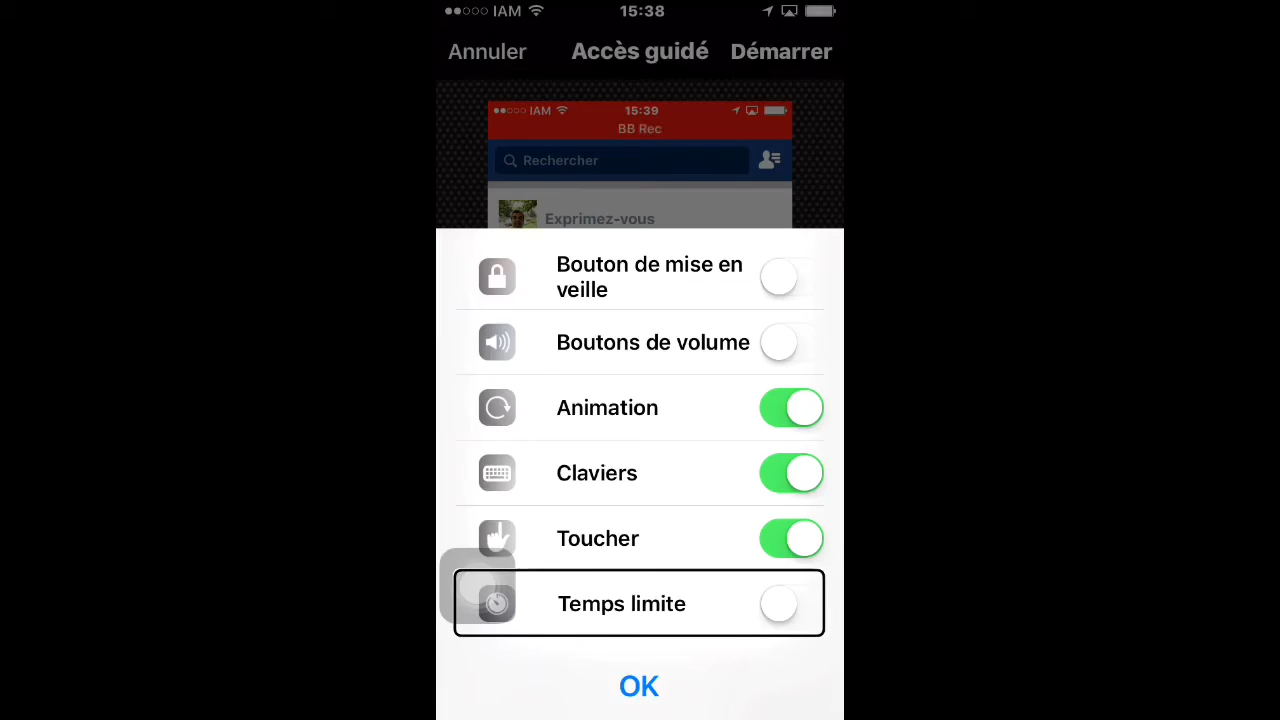 IAM 15:38
Annuler Accès guidé Démarrer
IAM 15:39
BB Rec
Rechercher
Exprimez-vous
Bouton de mise en
veille
Boutons de volume
Animation
Claviers
Toucher
Temps limite
OK